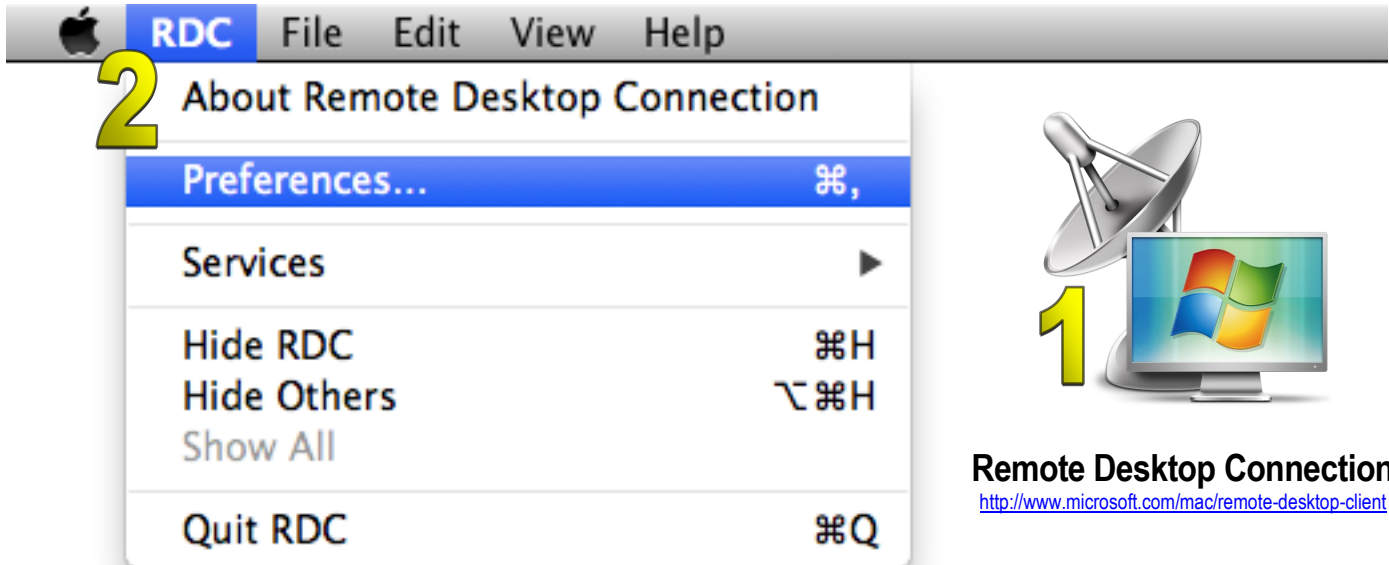 RDC File Edit View Help
2
About Remote Desktop Connection
Preferences... ⌘,
Services ▶
Hide RDC ⌘H
Hide Others ⌥⌘H
Show All
Quit RDC ⌘Q
1
Remote Desktop Connection
http://www.microsoft.com/mac/remote-desktop-client